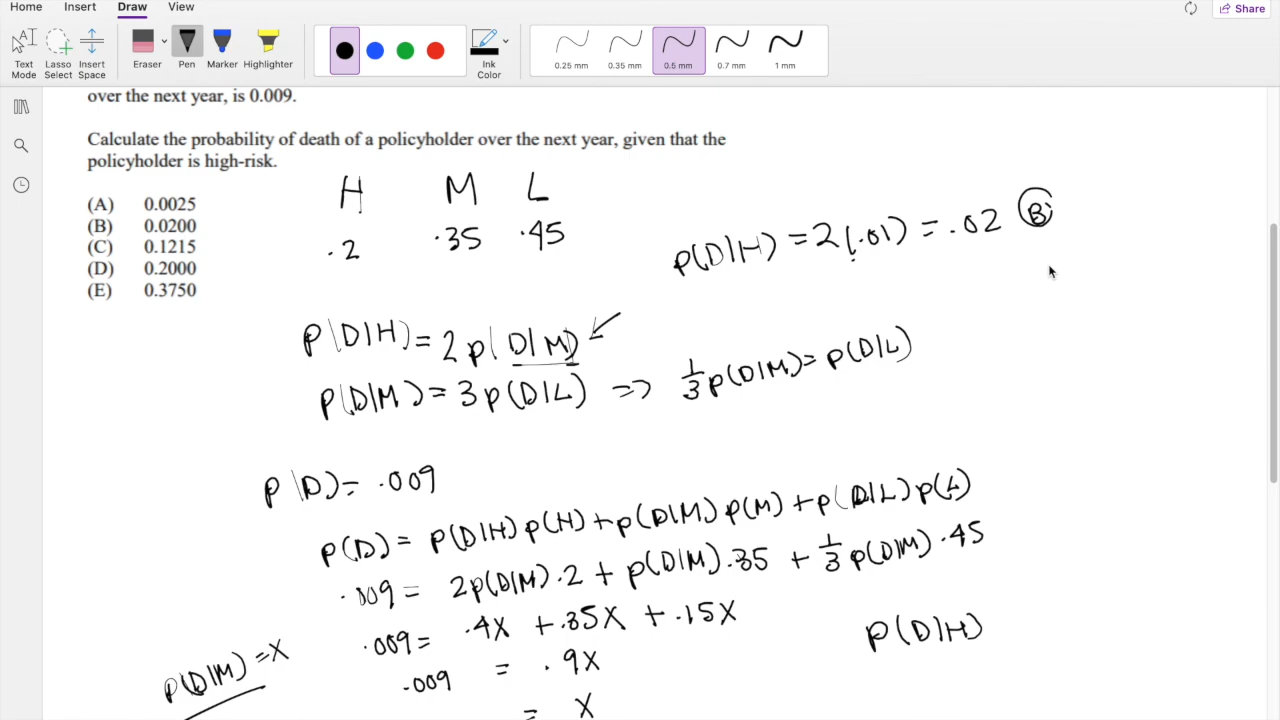 Home Insert Draw View
Share
Text Mode
Lasso Select
Insert Space
Eraser
Pen
Marker
Highlighter
Ink Color
0.25 mm
0.35 mm
0.5 mm
0.7 mm
1 mm
over the next year, is 0.009.
Calculate the probability of death of a policyholder over the next year, given that the
policyholder is high-risk.
(A) 0.0025
(B) 0.0200
(C) 0.1215
(D) 0.2000
(E) 0.3750
H M L
.2 .35 .45
P(D|H) = 2(.01) = .02 B
P(D|H) = 2p(D|M)
P(D|M) = 3p(D|L) => 1/3 p(D|M) = P(D|L)
P(D) = .009
P(D) = P(D|H)p(H) + p(D|M)p(M) + p(D|L)p(L)
.009 = 2p(D|M).2 + p(D|M).35 + 1/3 p(D|M).45
.009 = .4X + .35X + .15X
P(D|H)
P(D|M) = X
.009 = .9X
= X